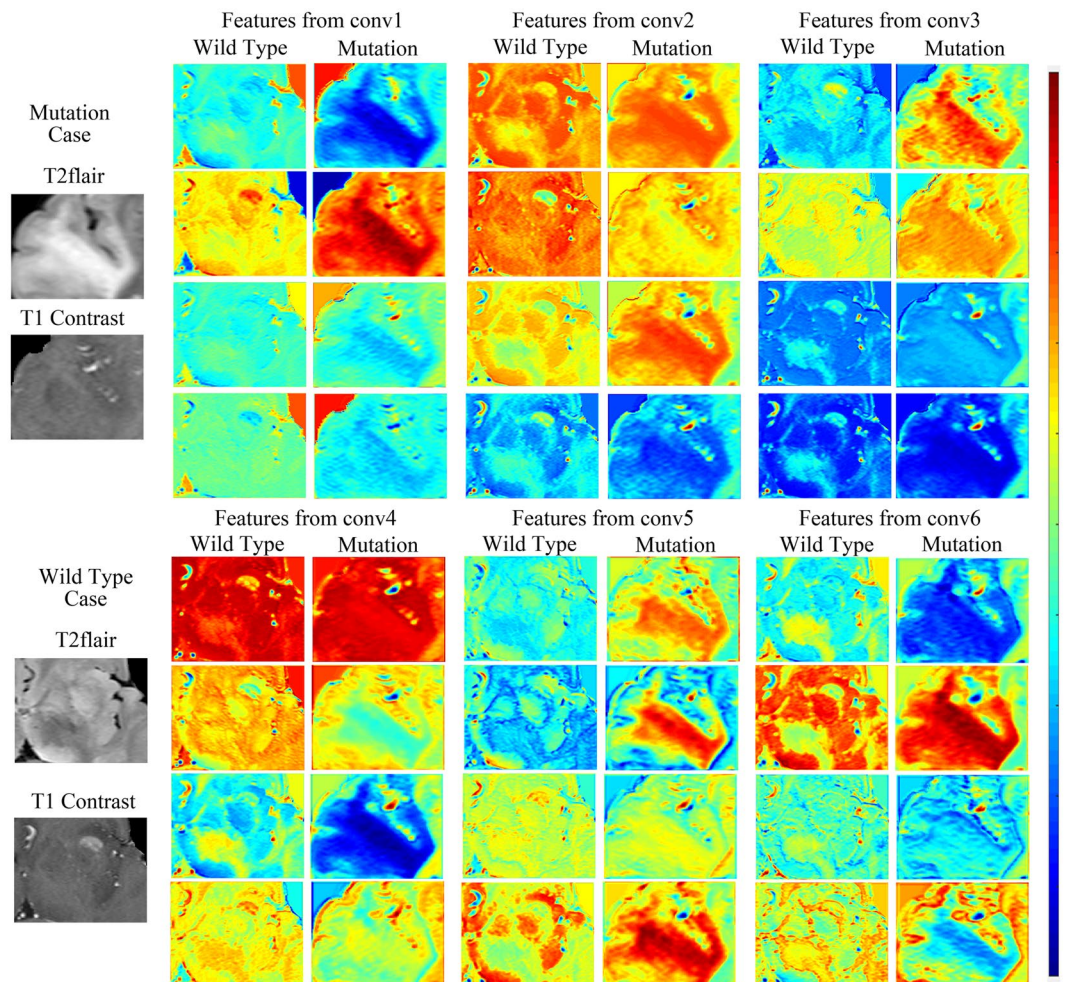 Features from conv1 Features from conv2 Features from conv3
Wild Type Mutation Wild Type Mutation Wild Type Mutation
Mutation
Case
T2flair
T1 Contrast
Features from conv4 Features from conv5 Features from conv6
Wild Type Mutation Wild Type Mutation Wild Type Mutation
Wild Type
Case
T2flair
T1 Contrast